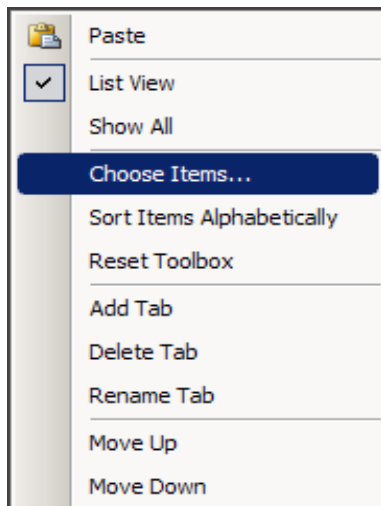 Paste
List View
Show All
Choose Items...
Sort Items Alphabetically
Reset Toolbox
Add Tab
Delete Tab
Rename Tab
Move Up
Move Down